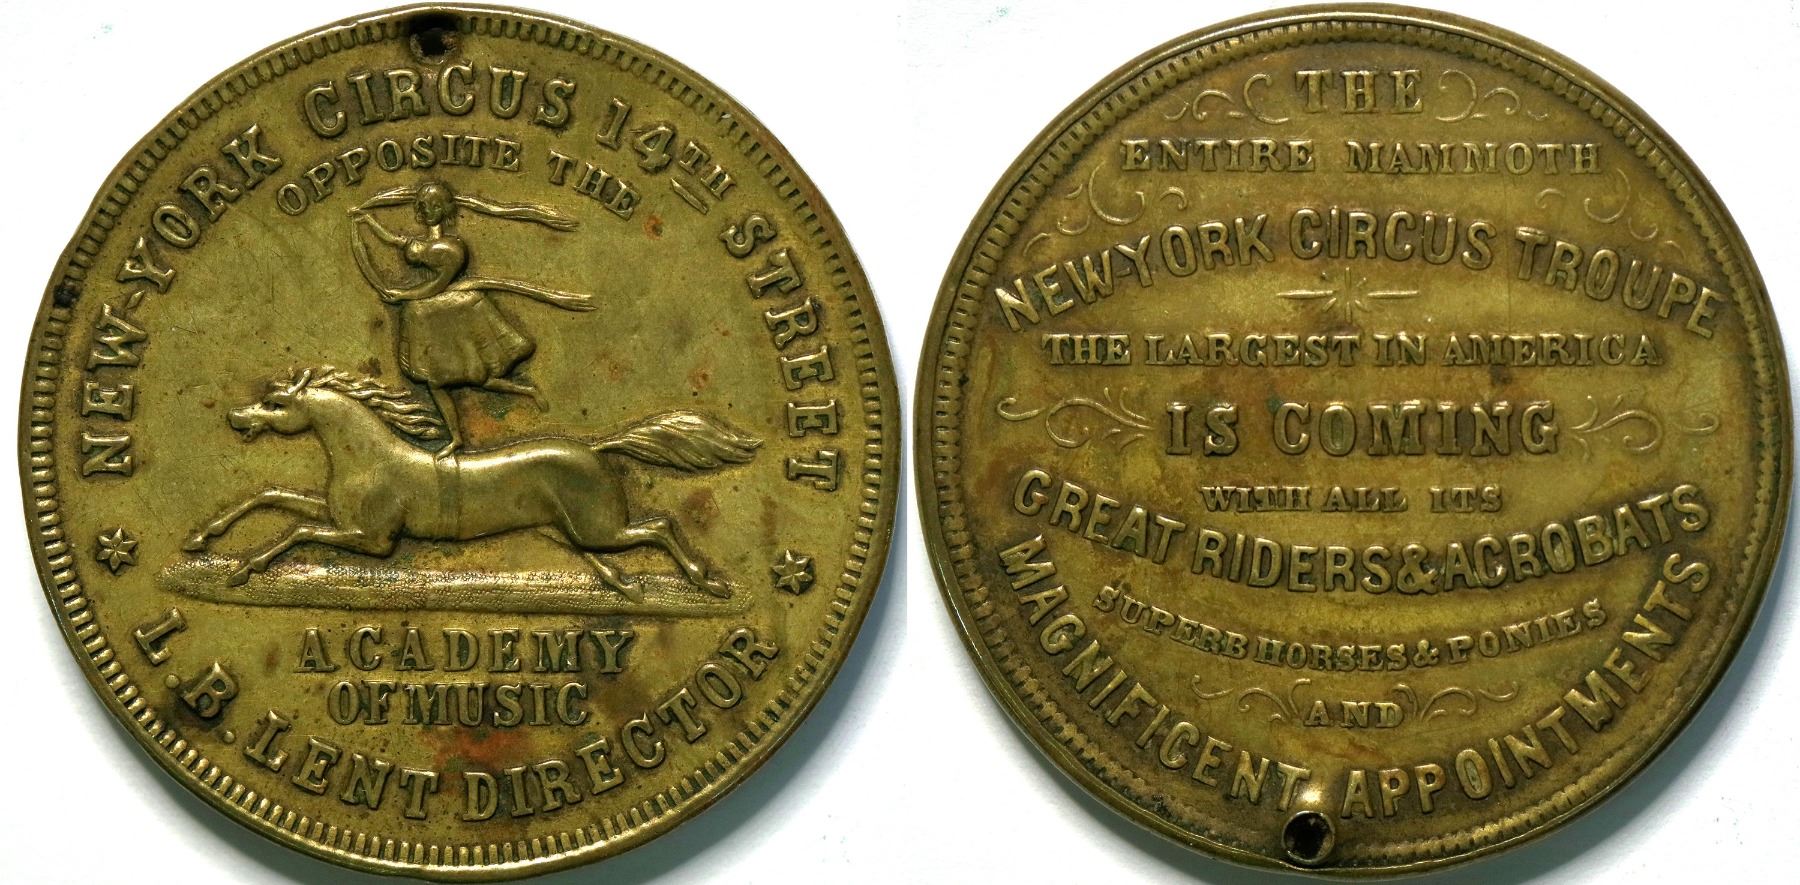 NEW-YORK CIRCUS 14TH STREET
OPPOSITE THE
ACADEMY
OF MUSIC
L.B. LENT DIRECTOR
THE
ENTIRE MAMMOTH
NEW-YORK CIRCUS TROUPE
THE LARGEST IN AMERICA
IS COMING
WITH ALL ITS
GREAT RIDERS & ACROBATS
SUPERB HORSES & PONIES
AND
MAGNIFICENT APPOINTMENTS